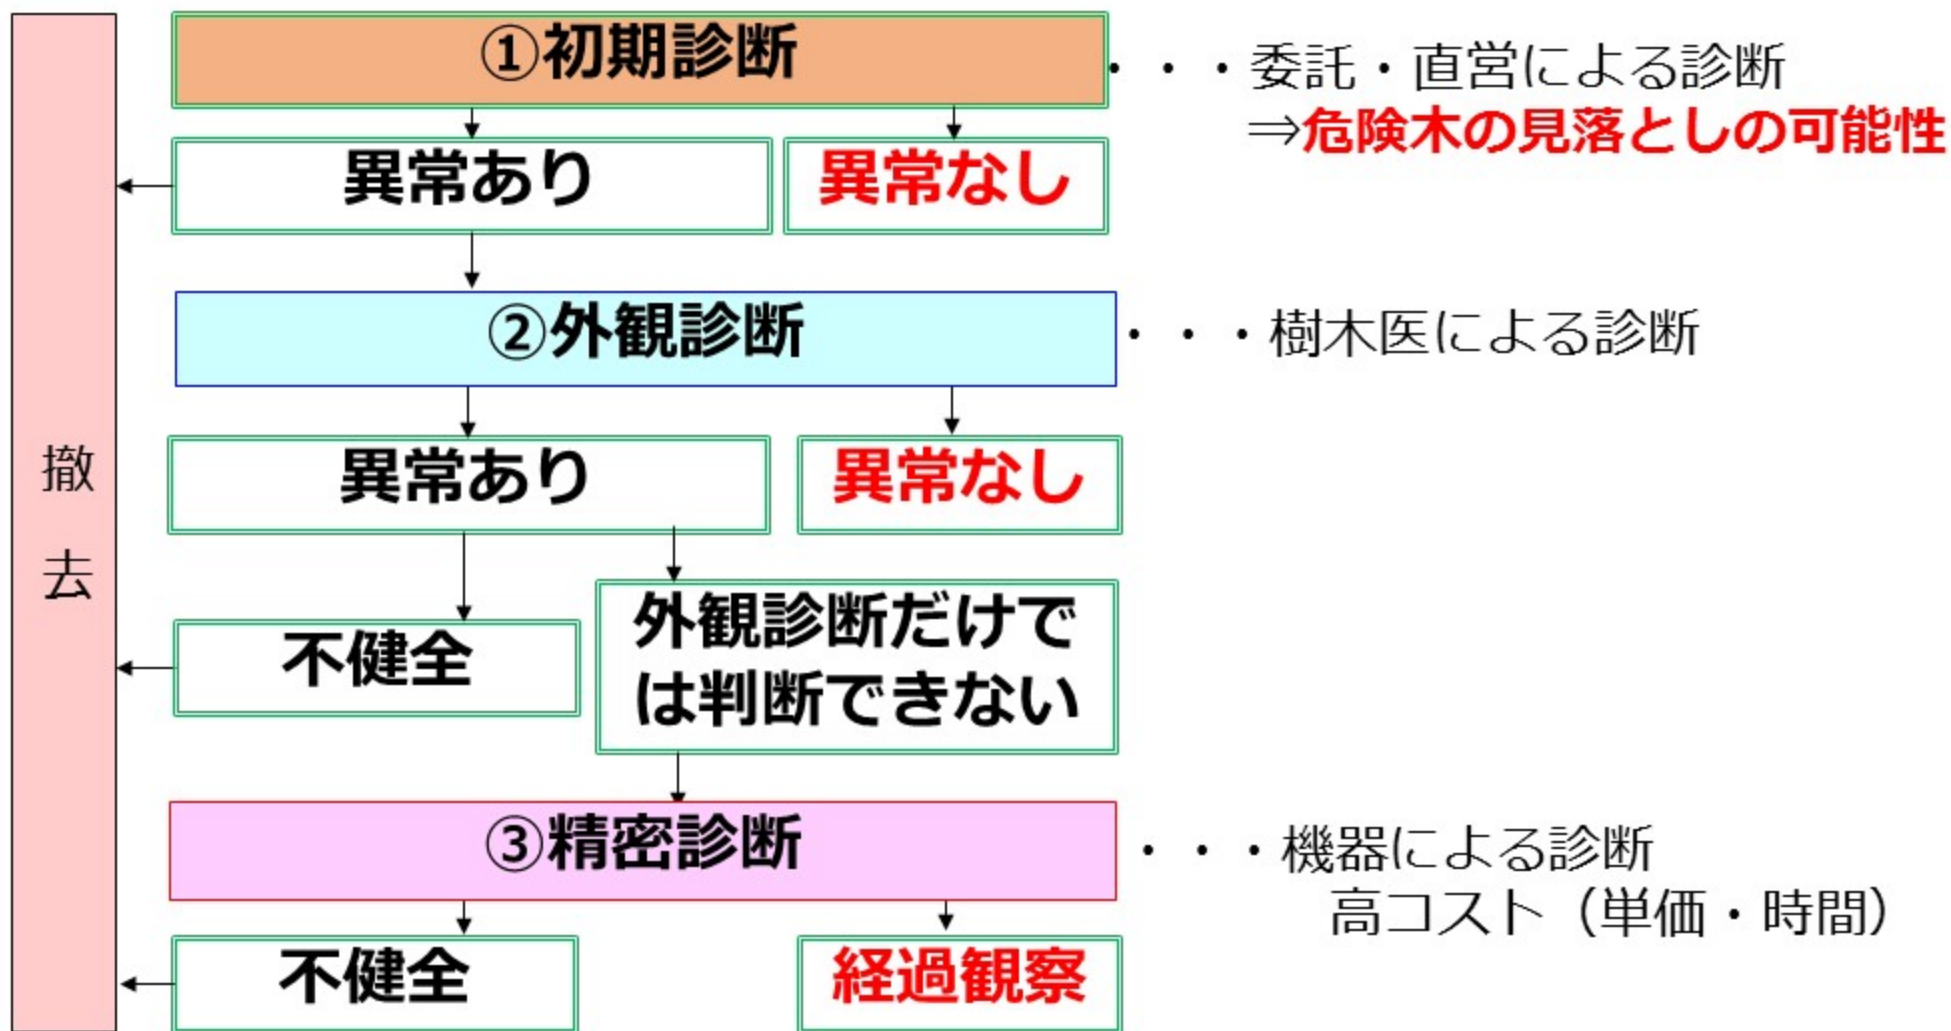 ①初期診断
・・・委託・直営による診断
⇒危険木の見落としの可能性
異常あり
異常なし
②外観診断
・・・樹木医による診断
異常あり
異常なし
撤去
外観診断だけで
は判断できない
不健全
③精密診断
・・・機器による診断
高コスト（単価・時間）
不健全
経過観察